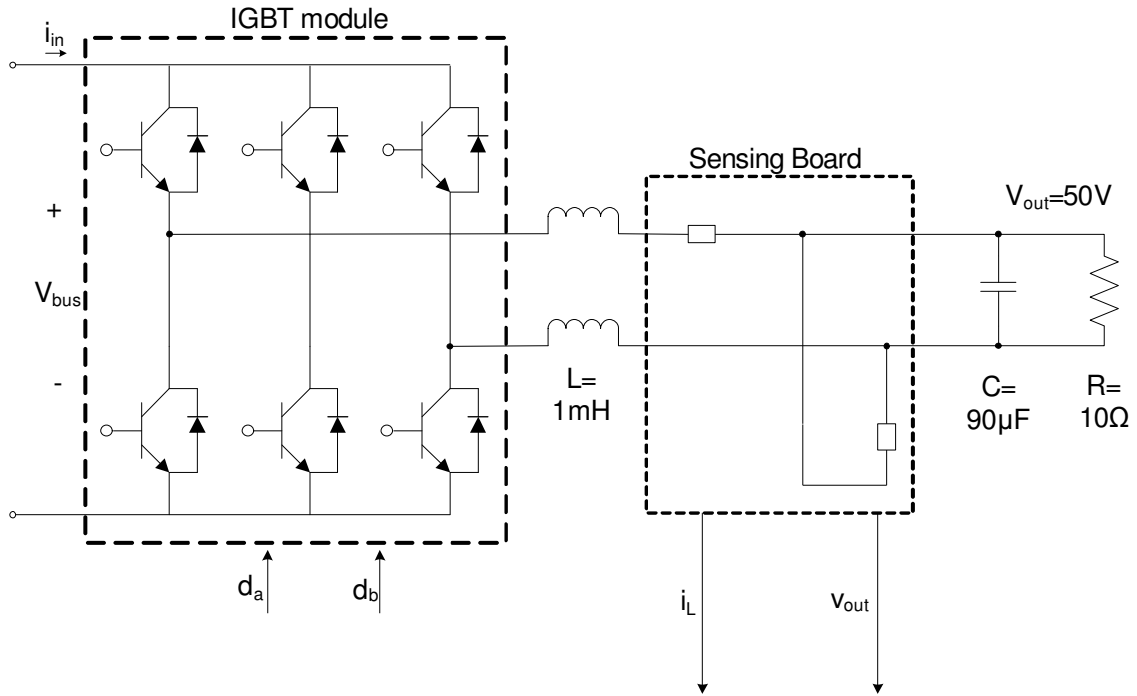 IGBT module
i_in
+
V_bus
-
d_a
d_b
L=
1mH
Sensing Board
i_L
v_out
V_out=50V
C=
90µF
R=
10Ω